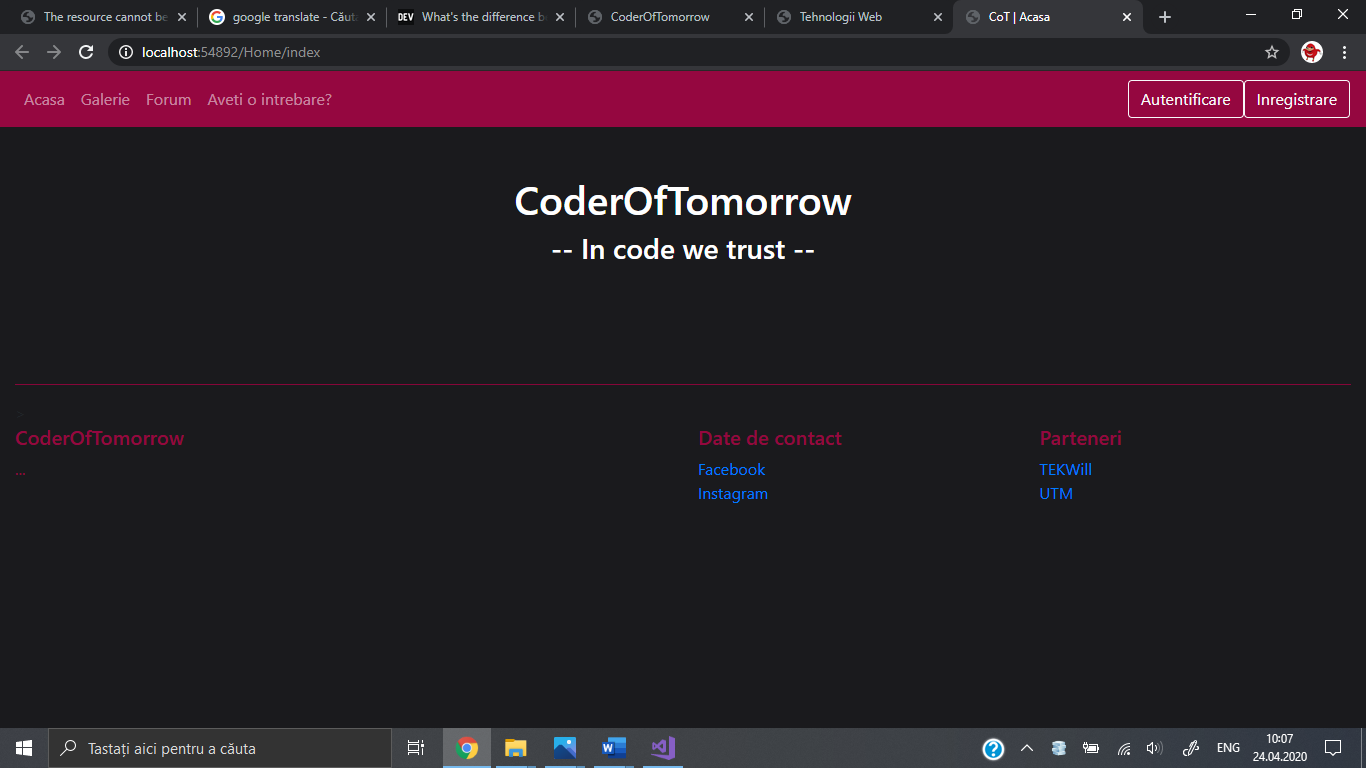 The resource cannot be
google translate - Căuta
DEV What's the difference b
CoderOfTomorrow
Tehnologii Web
CoT | Acasa
localhost:54892/Home/index
Acasa Galerie Forum Aveti o intrebare? Autentificare Inregistrare
CoderOfTomorrow
-- In code we trust --
>
CoderOfTomorrow Date de contact Parteneri
... Facebook TEKWill
Instagram UTM
Tastați aici pentru a căuta
ENG
10:07
24.04.2020